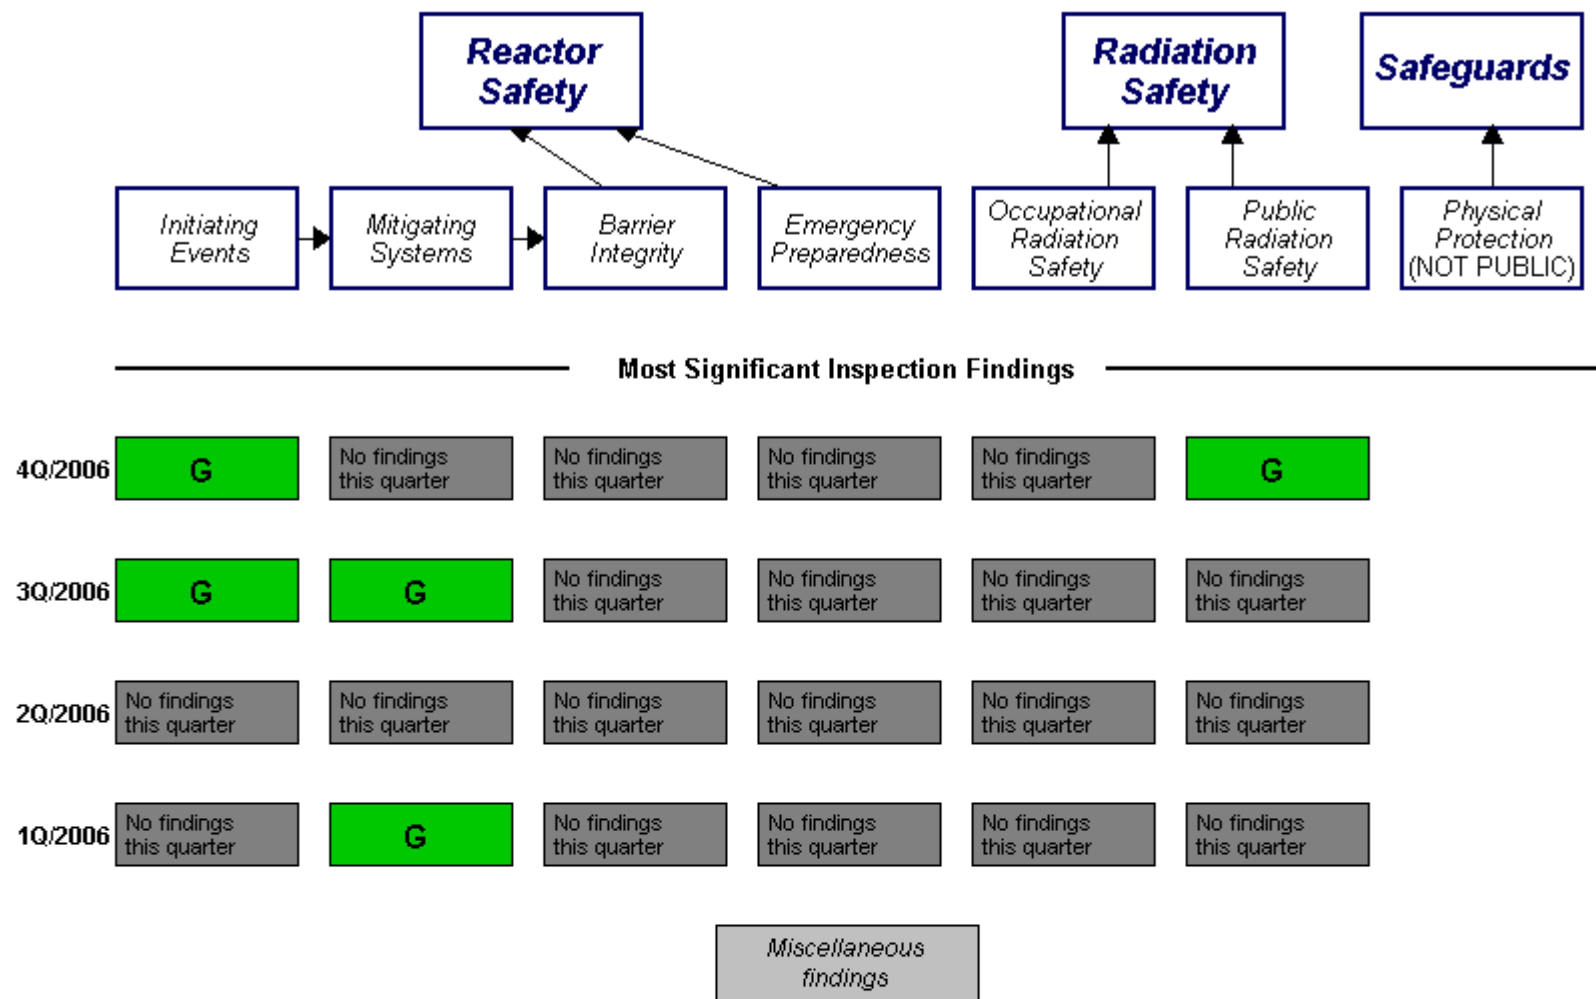 Reactor
Safety
Radiation
Safety
Safeguards
Initiating
Events
Mitigating
Systems
Barrier
Integrity
Emergency
Preparedness
Occupational
Radiation
Safety
Public
Radiation
Safety
Physical
Protection
(NOT PUBLIC)
Most Significant Inspection Findings
4Q/2006
G
No findings
this quarter
No findings
this quarter
No findings
this quarter
No findings
this quarter
G
3Q/2006
G
G
No findings
this quarter
No findings
this quarter
No findings
this quarter
No findings
this quarter
2Q/2006
No findings
this quarter
No findings
this quarter
No findings
this quarter
No findings
this quarter
No findings
this quarter
No findings
this quarter
1Q/2006
No findings
this quarter
G
No findings
this quarter
No findings
this quarter
No findings
this quarter
No findings
this quarter
Miscellaneous
findings